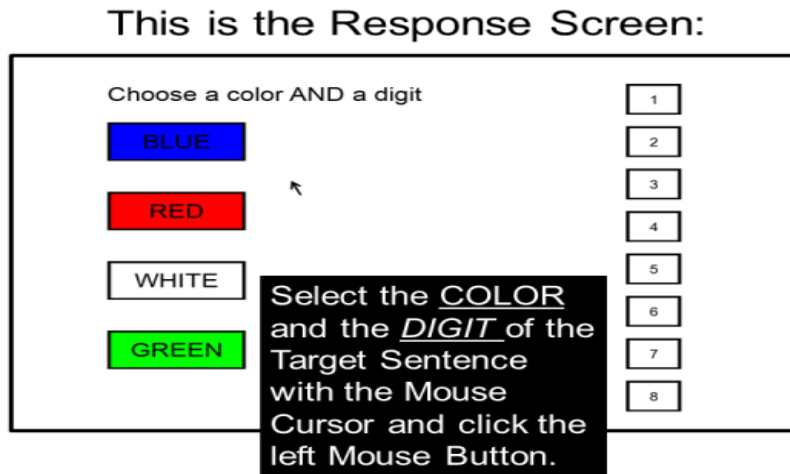 This is the Response Screen:
Choose a color AND a digit
BLUE
RED
WHITE
GREEN
1
2
3
4
5
6
7
8
Select the COLOR
and the DIGIT of the
Target Sentence
with the Mouse
Cursor and click the
left Mouse Button.